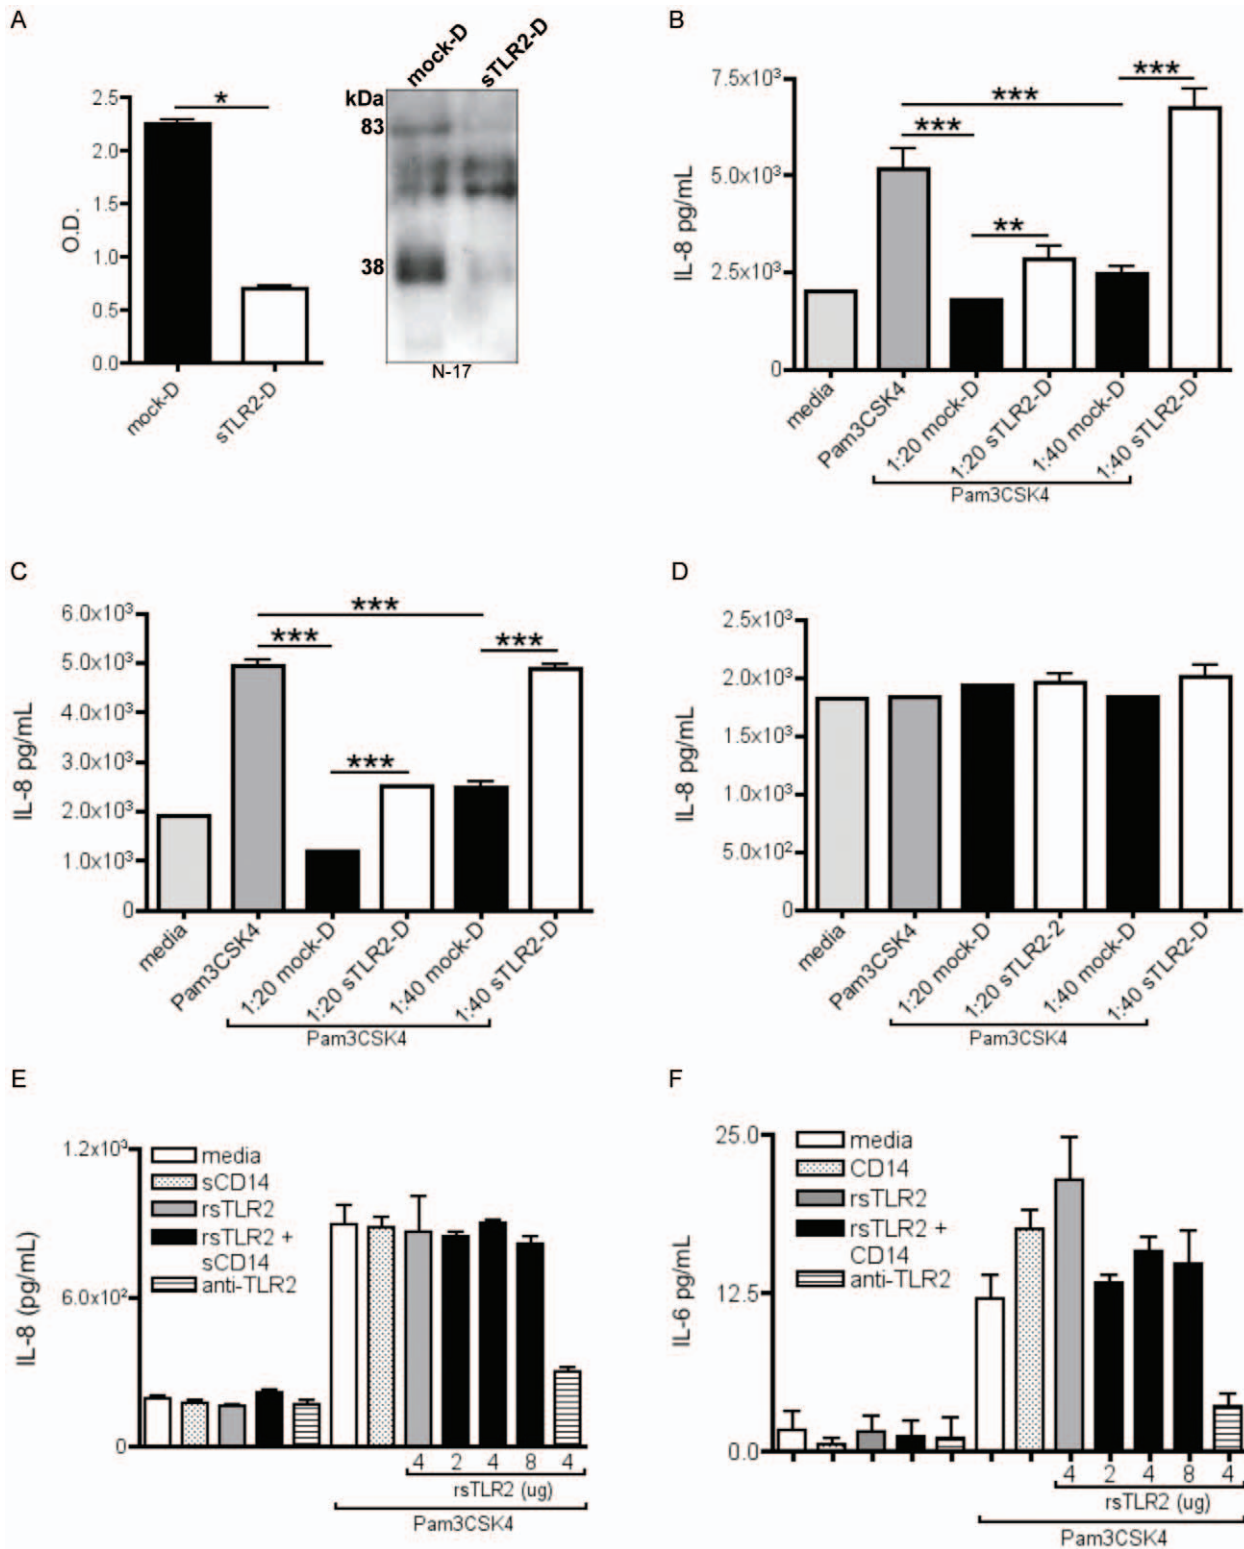 A
mock-D
sTLR2-D
kDa
83
38
N-17
2.5
2.0
1.5
1.0
0.5
0.0
O.D.
*
mock-D
sTLR2-D
B
7.5x10³
5.0x10³
2.5x10³
0
IL-8 pg/mL
***
***
***
**
media
Pam3CSK4
1:20 mock-D
1:20 sTLR2-D
1:40 mock-D
1:40 sTLR2-D
Pam3CSK4
C
6.0x10³
5.0x10³
4.0x10³
3.0x10³
2.0x10³
1.0x10³
0
IL-8 pg/mL
***
***
***
***
media
Pam3CSK4
1:20 mock-D
1:20 sTLR2-D
1:40 mock-D
1:40 sTLR2-D
Pam3CSK4
D
2.5x10³
2.0x10³
1.5x10³
1.0x10³
5.0x10²
0
IL-8 pg/mL
media
Pam3CSK4
1:20 mock-D
1:20 sTLR2-2
1:40 mock-D
1:40 sTLR2-D
Pam3CSK4
E
1.2x10³
6.0x10²
0
IL-8 (pg/mL)
media
sCD14
rsTLR2
rsTLR2 +
sCD14
anti-TLR2
4 2 4 8 4
rsTLR2 (ug)
Pam3CSK4
F
25.0
12.5
0.0
IL-6 pg/mL
media
CD14
rsTLR2
rsTLR2 +
CD14
anti-TLR2
4 2 4 8 4
rsTLR2 (ug)
Pam3CSK4